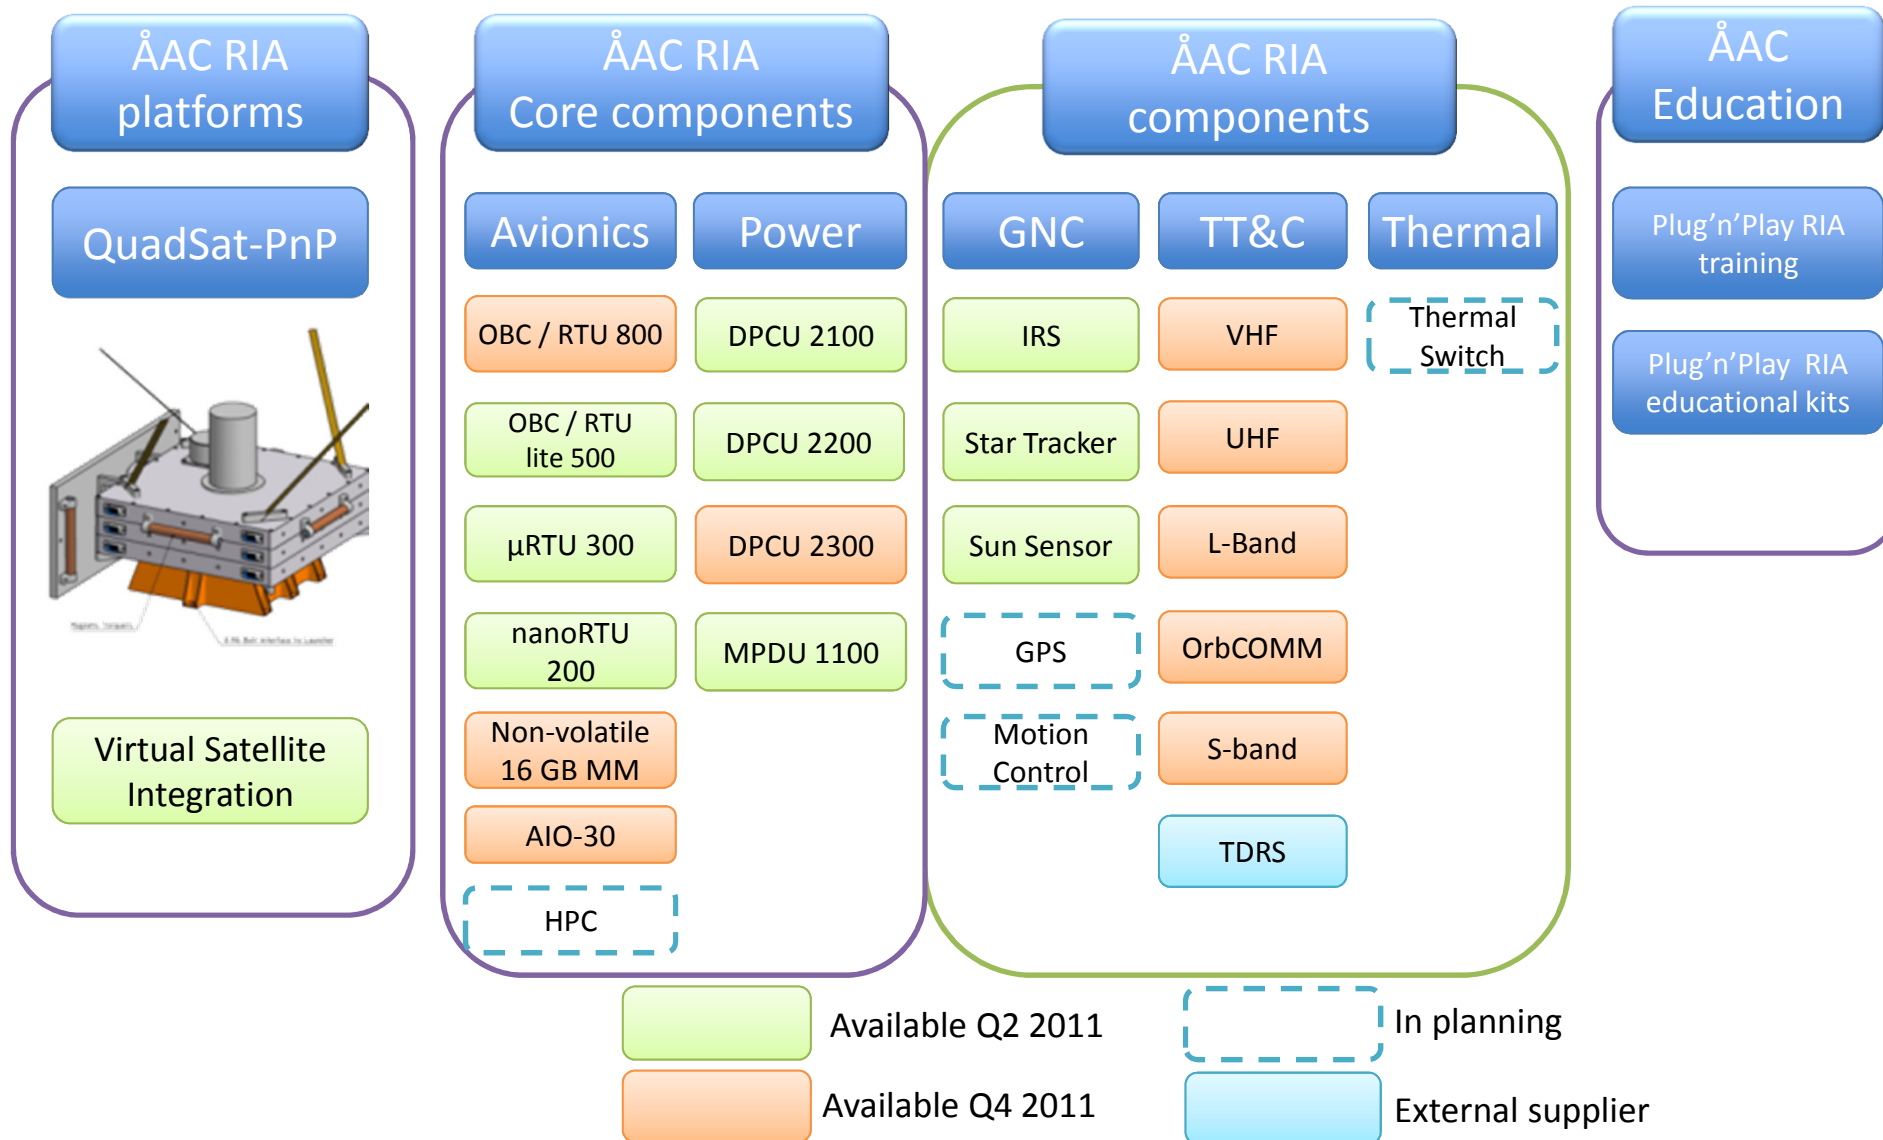 ÅAC RIA
platforms
QuadSat-PnP
Magnetic Torquers
Virtual Satellite
Integration
ÅAC RIA
Core components
Avionics
OBC / RTU 800
OBC / RTU
lite 500
µRTU 300
nanoRTU
200
Non-volatile
16 GB MM
AIO-30
HPC
Power
DPCU 2100
DPCU 2200
DPCU 2300
MPDU 1100
ÅAC RIA
components
GNC
IRS
Star Tracker
Sun Sensor
GPS
Motion
Control
TT&C
VHF
UHF
L-Band
OrbCOMM
S-band
TDRS
Thermal
Thermal
Switch
ÅAC
Education
Plug’n’Play RIA
training
Plug’n’Play RIA
educational kits
Available Q2 2011
Available Q4 2011
In planning
External supplier